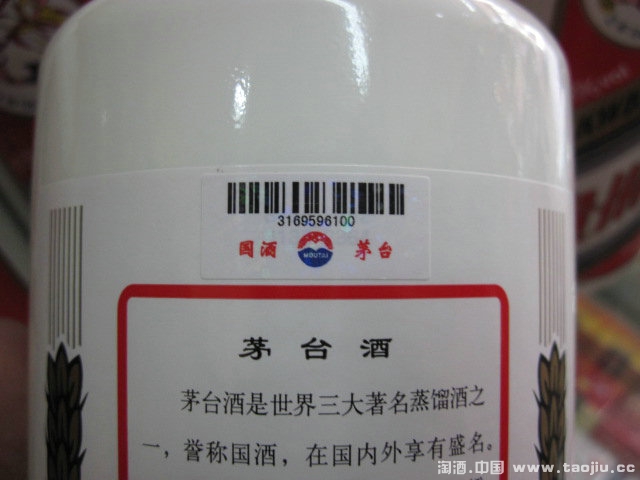 3169596100
国酒 MOUTAI 茅台
茅台酒
茅台酒是世界三大著名蒸馏酒之
一，誉称国酒，在国内外享有盛名。
淘酒.中国 www.taojiu.cc